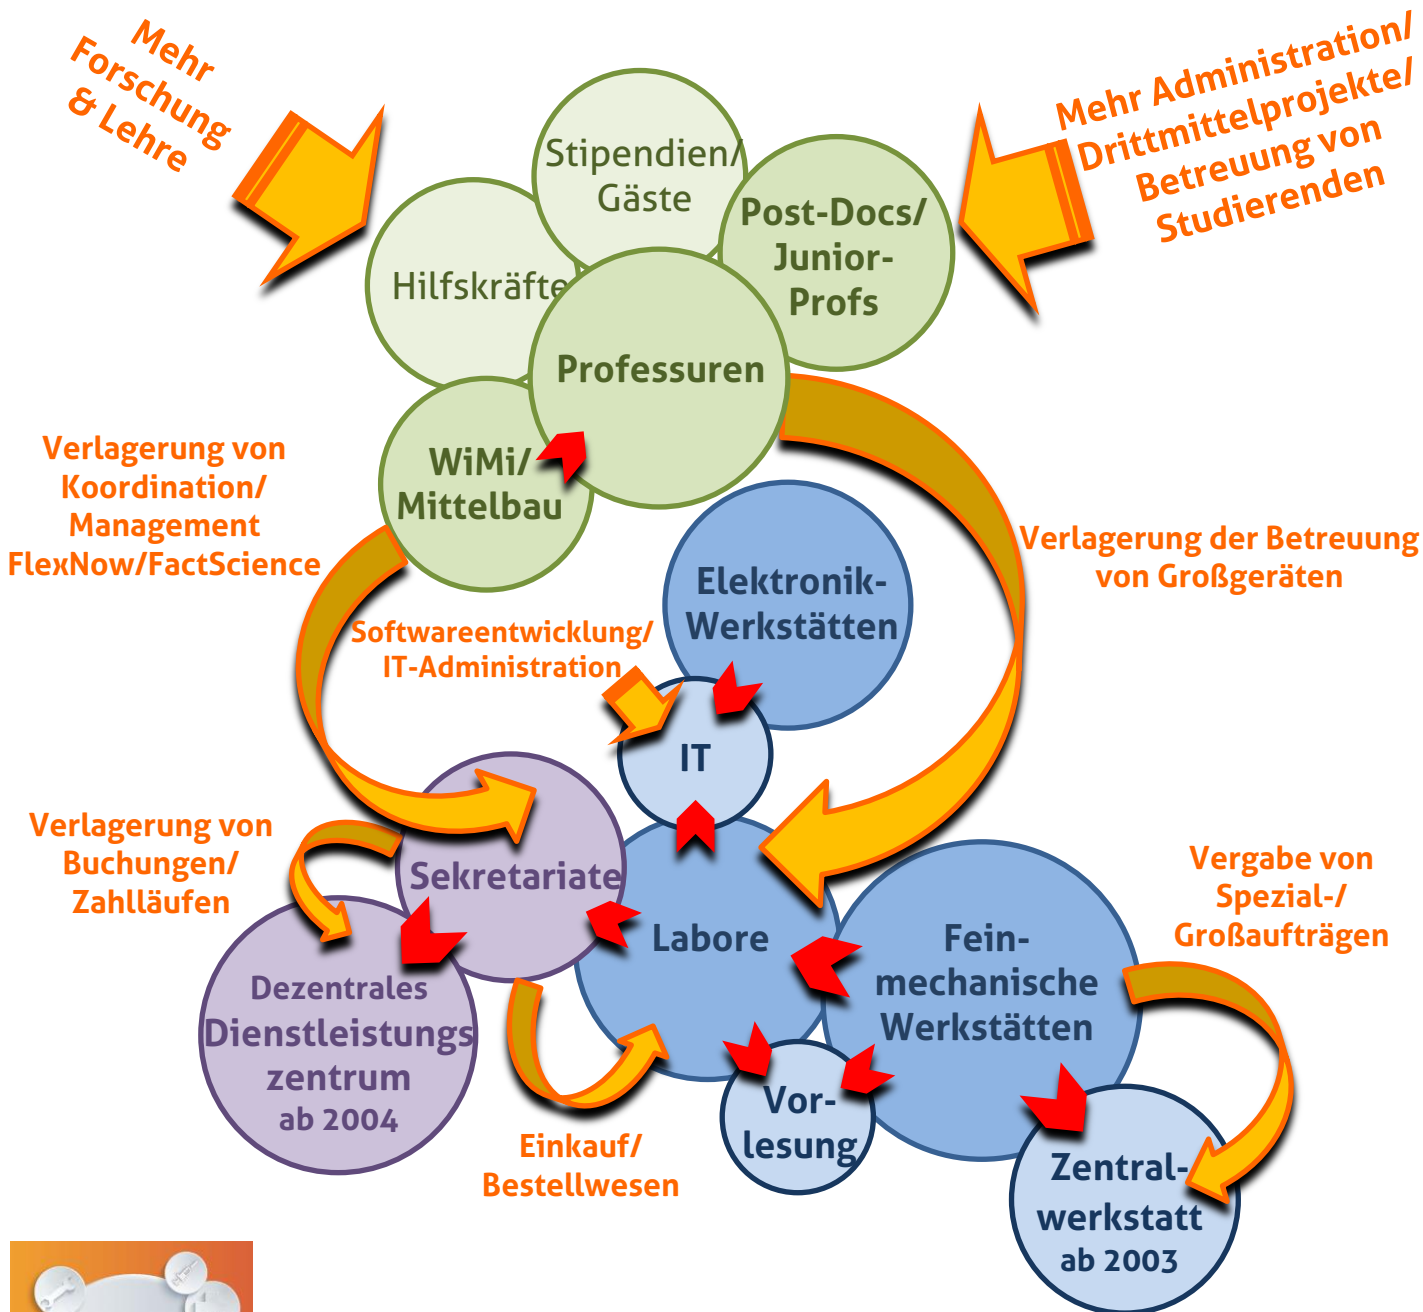 Mehr
Forschung
& Lehre
Mehr Administration/
Drittmittelprojekte/
Betreuung von
Studierenden
Stipendien/
Gäste
Post-Docs/
Junior-
Profs
Hilfskräfte
Professuren
WiMi/
Mittelbau
Verlagerung von
Koordination/
Management
FlexNow/FactScience
Verlagerung der Betreuung
von Großgeräten
Elektronik-
Werkstätten
Softwareentwicklung/
IT-Administration
IT
Verlagerung von
Buchungen/
Zahlläufen
Sekretariate
Labore
Fein-
mechanische
Werkstätten
Vergabe von
Spezial-/
Großaufträgen
Dezentrales
Dienstleistungs
zentrum
ab 2004
Einkauf/
Bestellwesen
Vor-
lesung
Zentral-
werkstatt
ab 2003